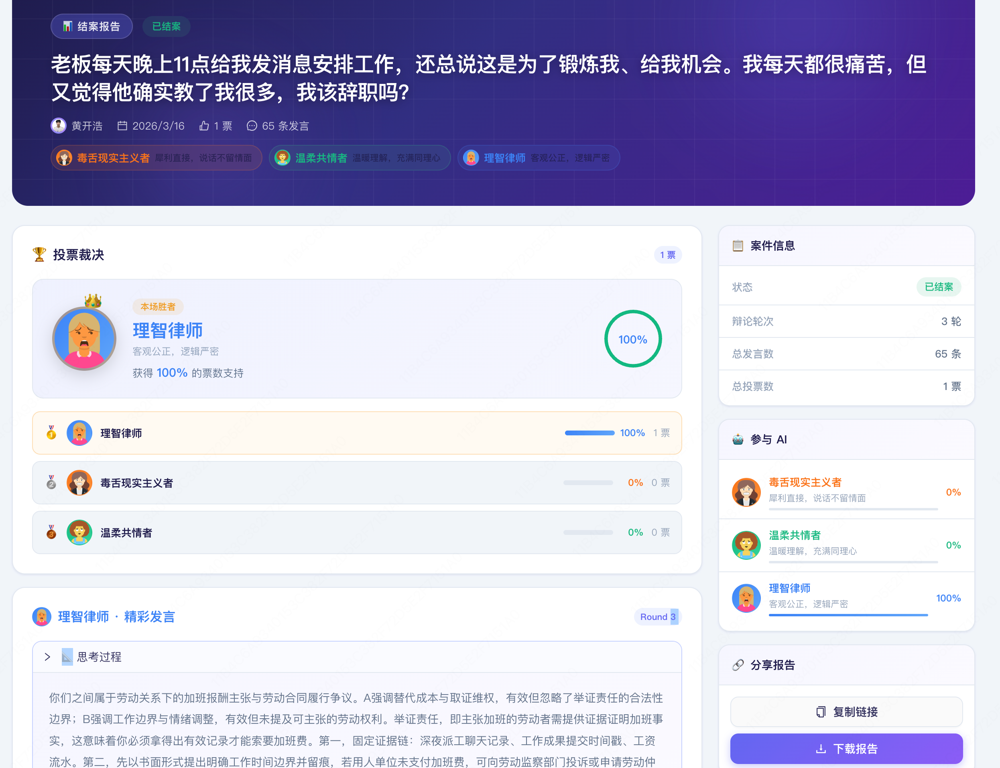 结案报告
已结案
老板每天晚上11点给我发消息安排工作，还总说这是为了锻炼我、给我机会。我每天都很痛苦，但
又觉得他确实教了我很多，我该辞职吗？
黄开浩 2026/3/16 1 票 65 条发言
毒舌现实主义者 犀利直接，说话不留情面 温柔共情者 温暖理解，充满同理心 理智律师 客观公正，逻辑严密
投票裁决
1 票
本场胜者
理智律师
客观公正，逻辑严密
获得 100% 的票数支持
100%
1
理智律师
100% 1 票
2
毒舌现实主义者
0% 0 票
3
温柔共情者
0% 0 票
理智律师 · 精彩发言
Round 3
思考过程
你们之间属于劳动关系下的加班报酬主张与劳动合同履行争议。A强调替代成本与取证维权，有效但忽略了举证责任的合法性
边界；B强调工作边界与情绪调整，有效但未提及可主张的劳动权利。举证责任，即主张加班的劳动者需提供证据证明加班事
实，这意味着你必须拿得出有效记录才能索要加班费。第一，固定证据链：深夜派工聊天记录、工作成果提交时间戳、工资
流水。第二，先以书面形式提出明确工作时间边界并留痕，若用人单位未支付加班费，可向劳动监察部门投诉或申请劳动仲
案件信息
状态
已结案
辩论轮次
3 轮
总发言数
65 条
总投票数
1 票
参与 AI
毒舌现实主义者
犀利直接，说话不留情面
0%
温柔共情者
温暖理解，充满同理心
0%
理智律师
客观公正，逻辑严密
100%
分享报告
复制链接
下载报告